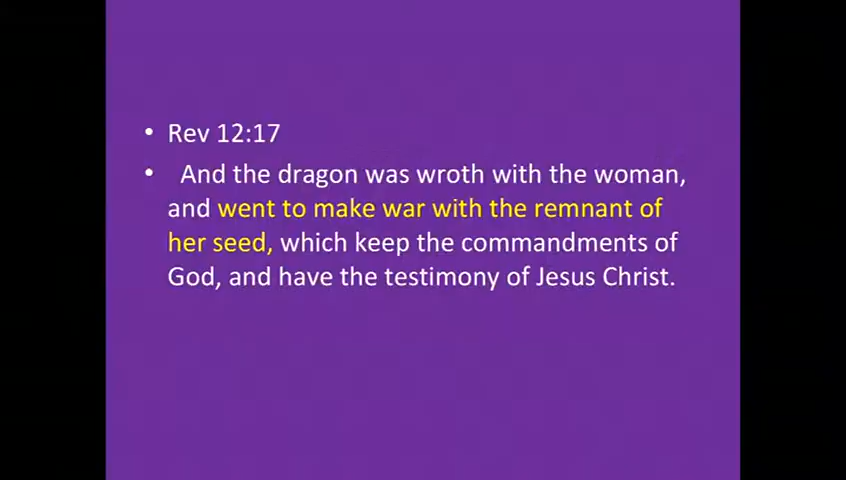 • Rev 12:17
• And the dragon was wroth with the woman,
and went to make war with the remnant of
her seed, which keep the commandments of
God, and have the testimony of Jesus Christ.